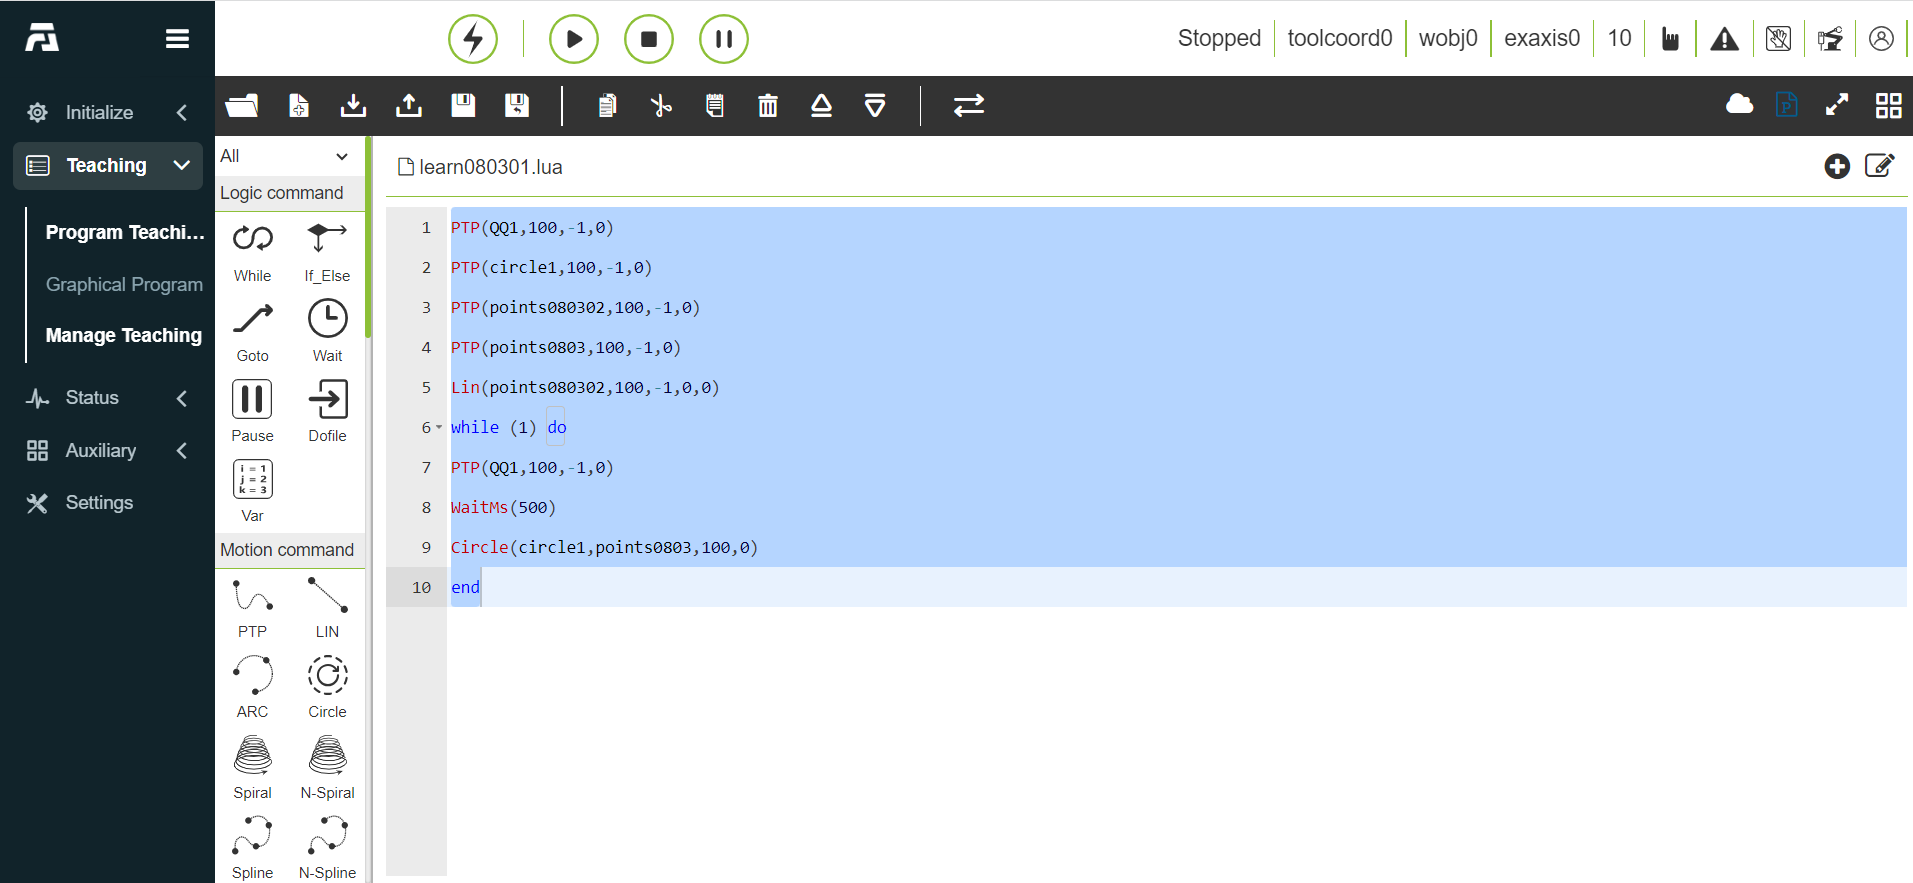 Stopped toolcoord0 wobj0 exaxis0 10
Initialize
Teaching
Program Teachi...
Graphical Program
Manage Teaching
Status
Auxiliary
Settings
All
Logic command
While If_Else
Goto Wait
Pause Dofile
i = 1
j = 2
k = 3
Var
Motion command
PTP LIN
ARC Circle
Spiral N-Spiral
Spline N-Spline
P
learn080301.lua
1 PTP(QQ1,100,-1,0)
2 PTP(circle1,100,-1,0)
3 PTP(points080302,100,-1,0)
4 PTP(points0803,100,-1,0)
5 Lin(points080302,100,-1,0,0)
6 while (1) do
7 PTP(QQ1,100,-1,0)
8 WaitMs(500)
9 Circle(circle1,points0803,100,0)
10 end